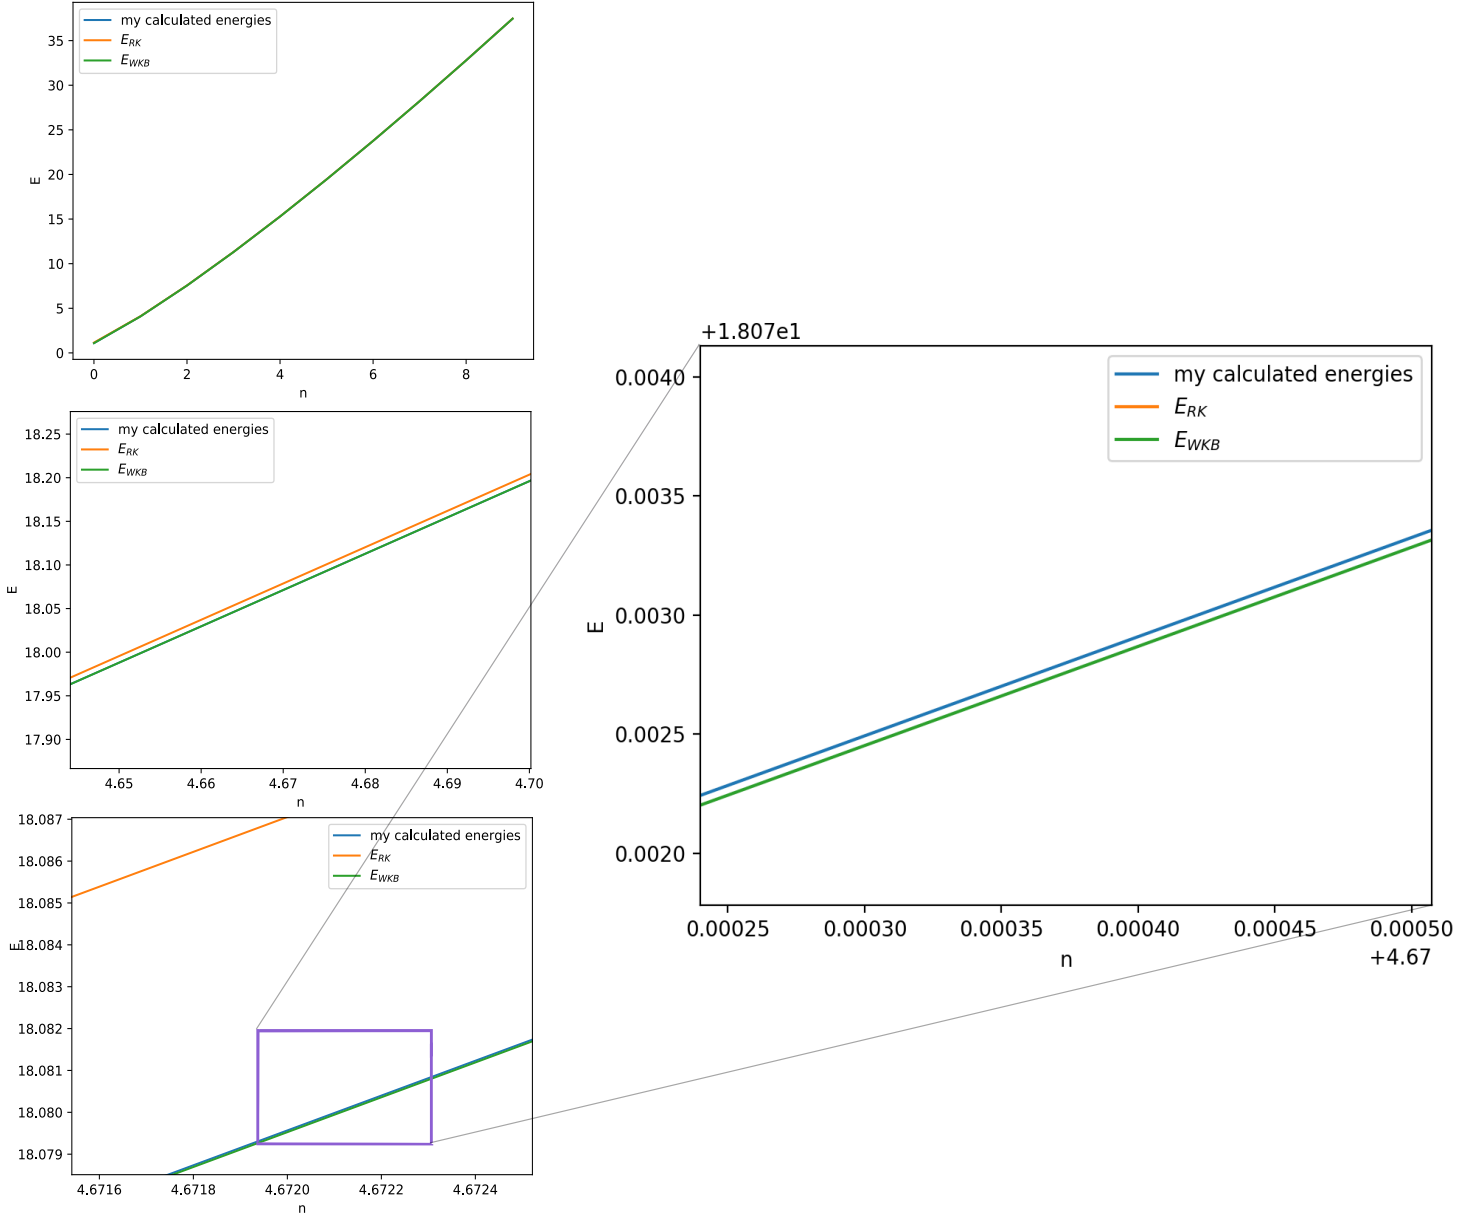 my calculated energies
E_RK
E_WKB
35
30
25
20
15
10
5
0
E
0 2 4 6 8
n
my calculated energies
E_RK
E_WKB
18.25
18.20
18.15
18.10
18.05
18.00
17.95
17.90
E
4.65 4.66 4.67 4.68 4.69 4.70
n
my calculated energies
E_RK
E_WKB
18.087
18.086
18.085
18.084
18.083
18.082
18.081
18.080
18.079
E
4.6716 4.6718 4.6720 4.6722 4.6724
n
+1.807e1
my calculated energies
E_RK
E_WKB
0.0040
0.0035
0.0030
0.0025
0.0020
E
0.00025 0.00030 0.00035 0.00040 0.00045 0.00050
n
+4.67